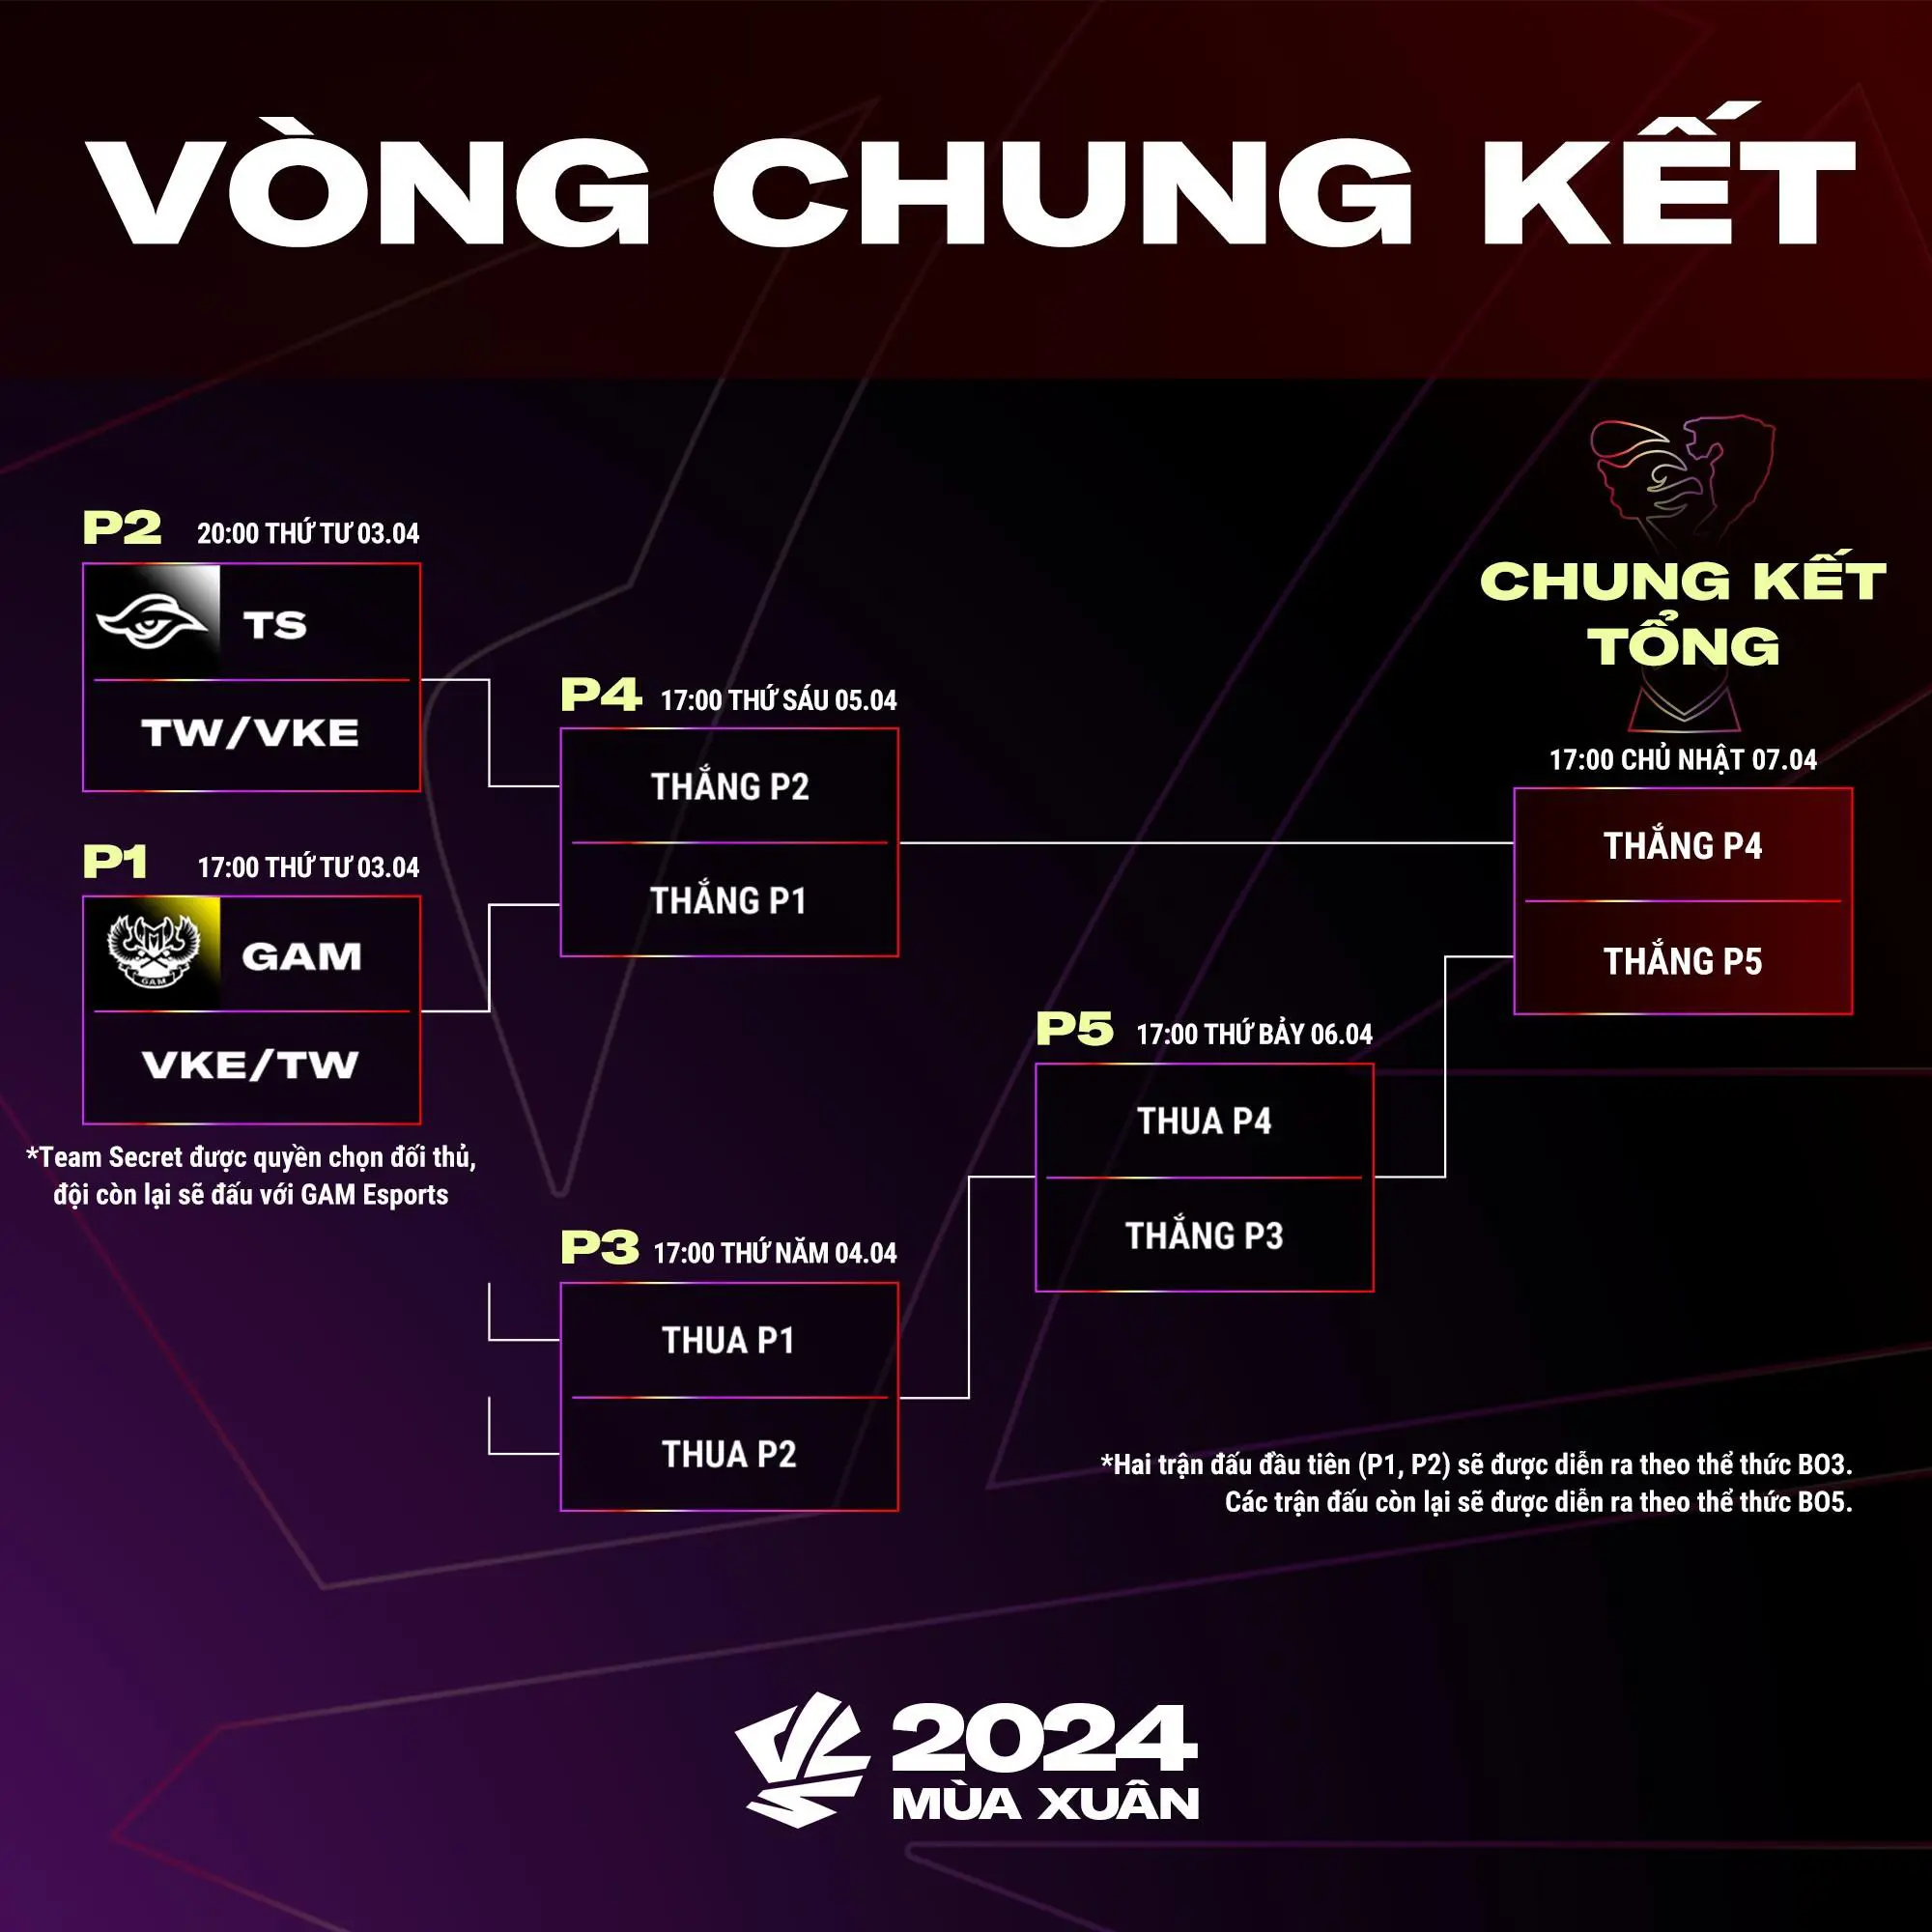 VÒNG CHUNG KẾT
P2 20:00 THỨ TƯ 03.04
TS
TW/VKE
P1 17:00 THỨ TƯ 03.04
GAM
GAM
VKE/TW
*Team Secret được quyền chọn đối thủ,
đội còn lại sẽ đấu với GAM Esports
P4 17:00 THỨ SÁU 05.04
THẮNG P2
THẮNG P1
P3 17:00 THỨ NĂM 04.04
THUA P1
THUA P2
P5 17:00 THỨ BẢY 06.04
THUA P4
THẮNG P3
CHUNG KẾT
TỔNG
17:00 CHỦ NHẬT 07.04
THẮNG P4
THẮNG P5
*Hai trận đấu đầu tiên (P1, P2) sẽ được diễn ra theo thể thức BO3.
Các trận đấu còn lại sẽ được diễn ra theo thể thức BO5.
2024
MÙA XUÂN